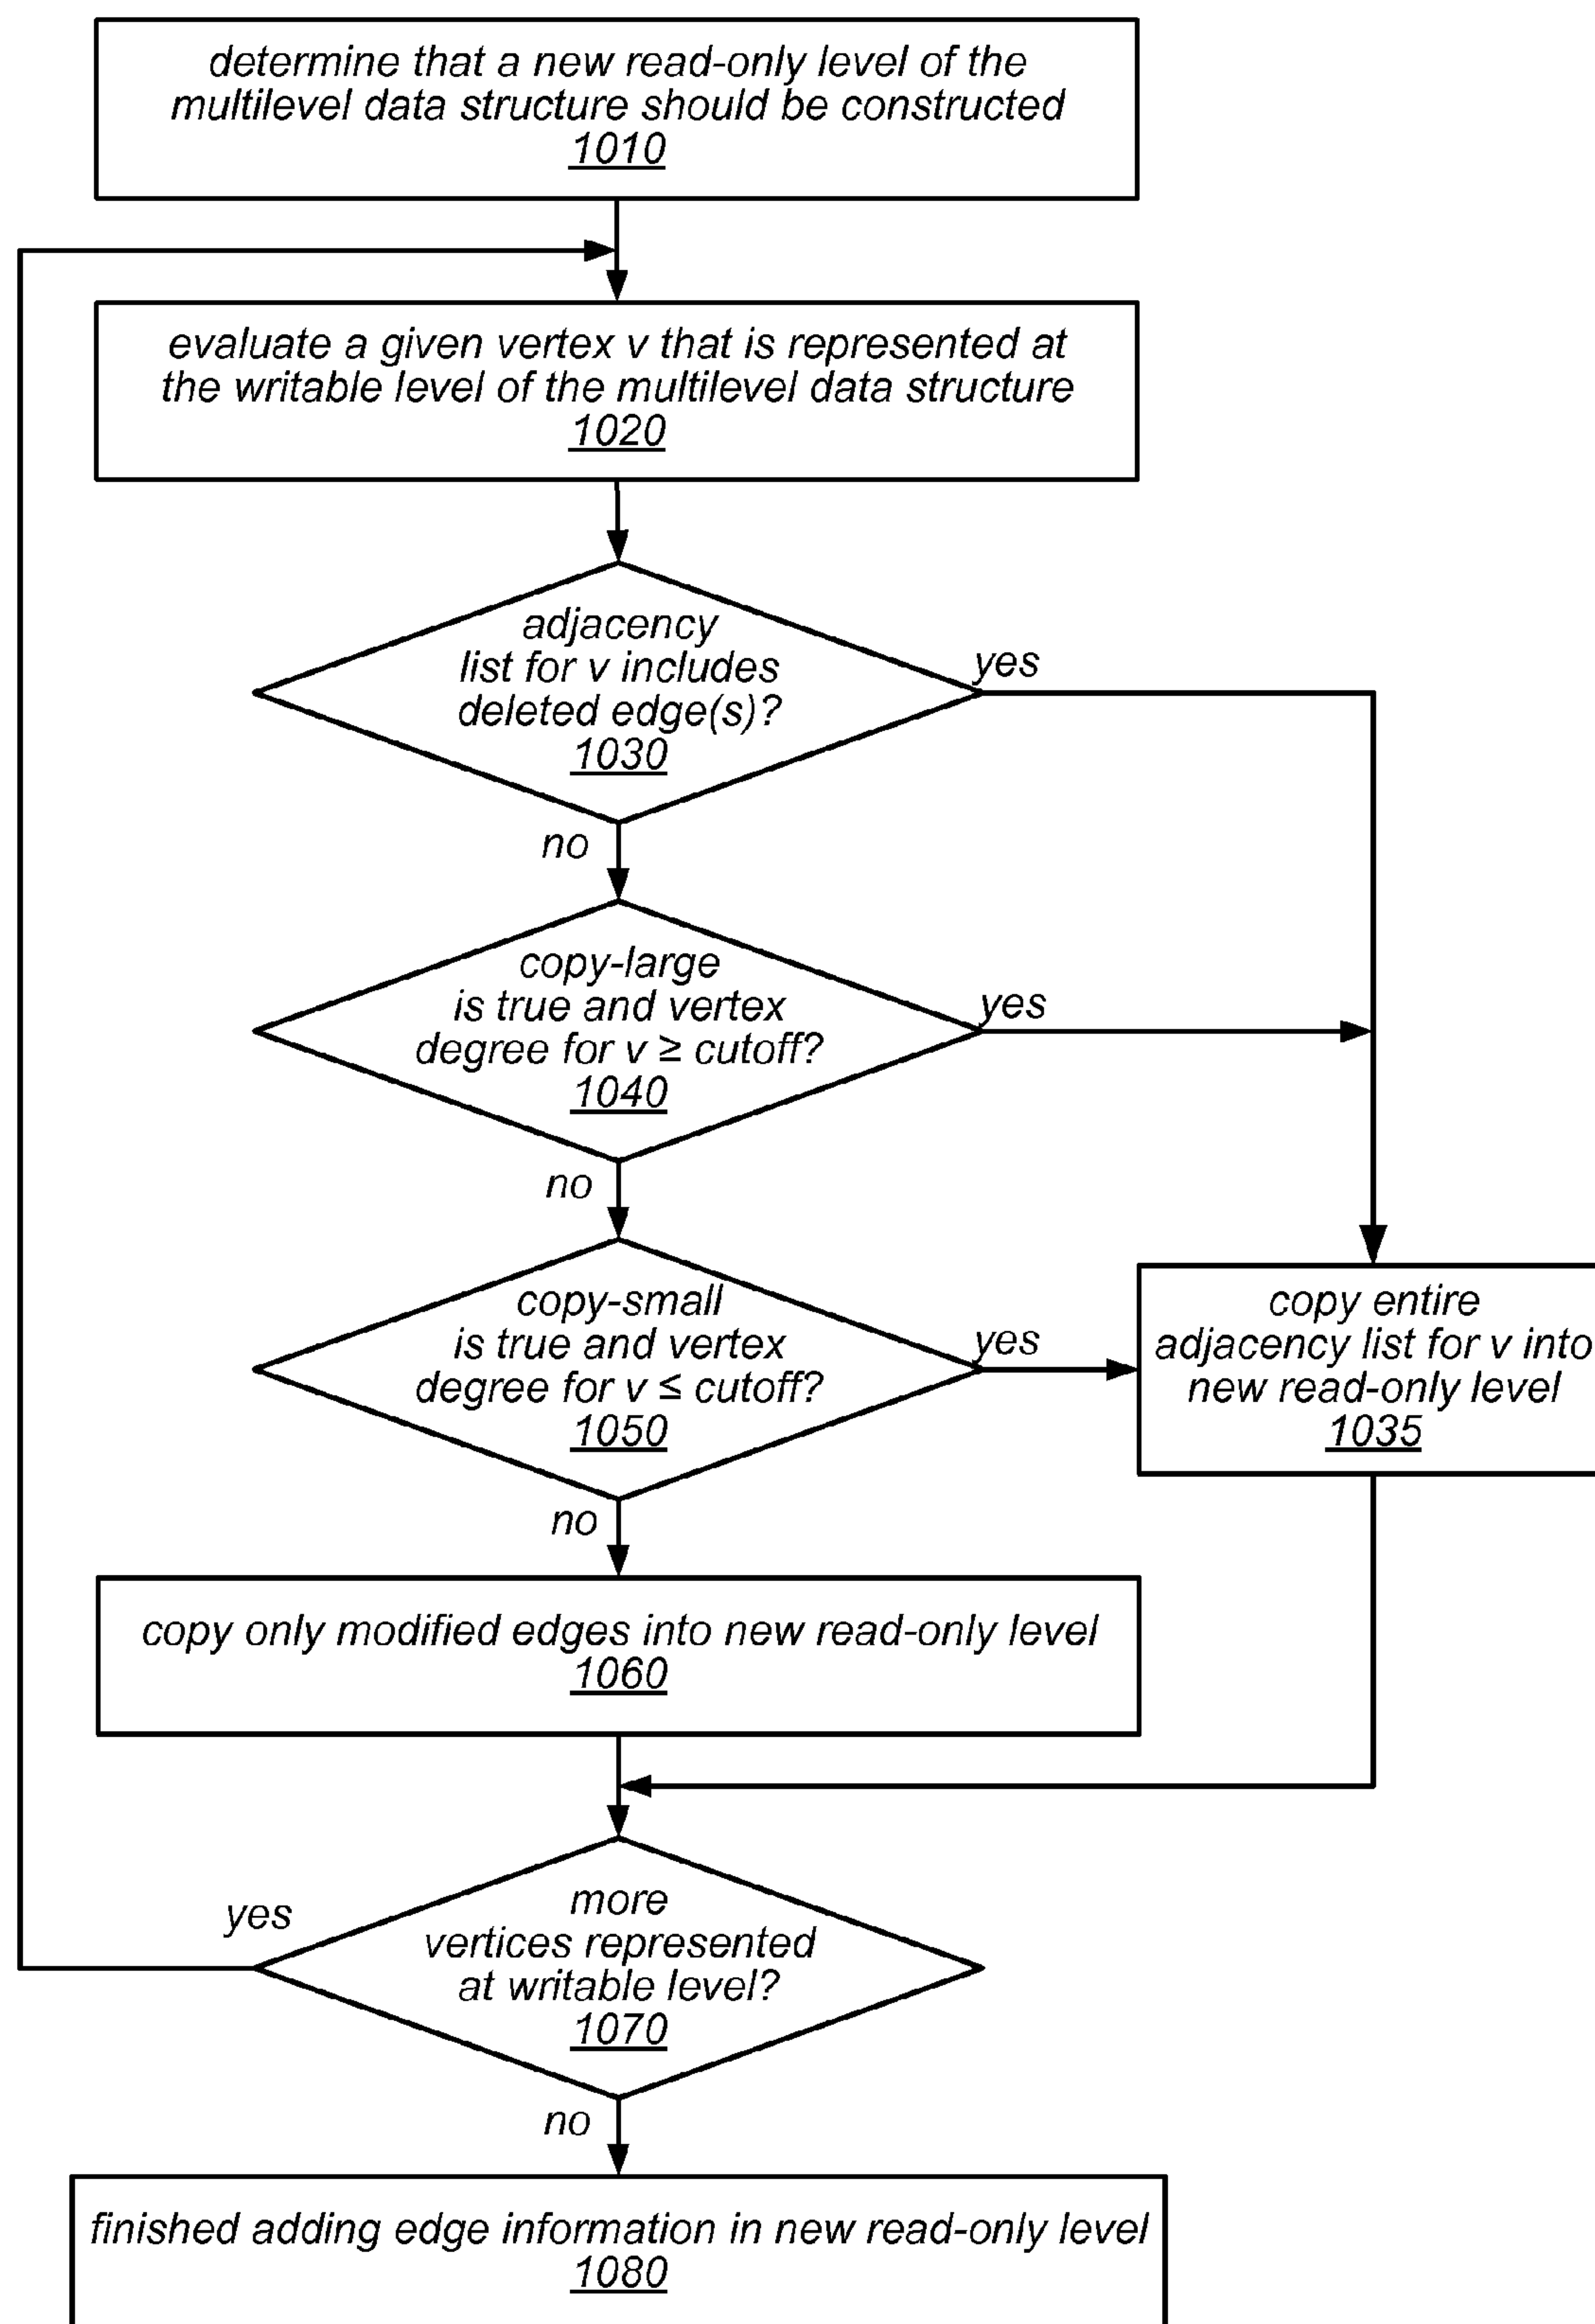 determine that a new read-only level of the
multilevel data structure should be constructed
1010
evaluate a given vertex v that is represented at
the writable level of the multilevel data structure
1020
adjacency
list for v includes
deleted edge(s)?
1030
yes
no
copy-large
is true and vertex
degree for v ≥ cutoff?
1040
yes
no
copy-small
is true and vertex
degree for v ≤ cutoff?
1050
yes
copy entire
adjacency list for v into
new read-only level
1035
no
copy only modified edges into new read-only level
1060
more
vertices represented
at writable level?
1070
yes
no
finished adding edge information in new read-only level
1080